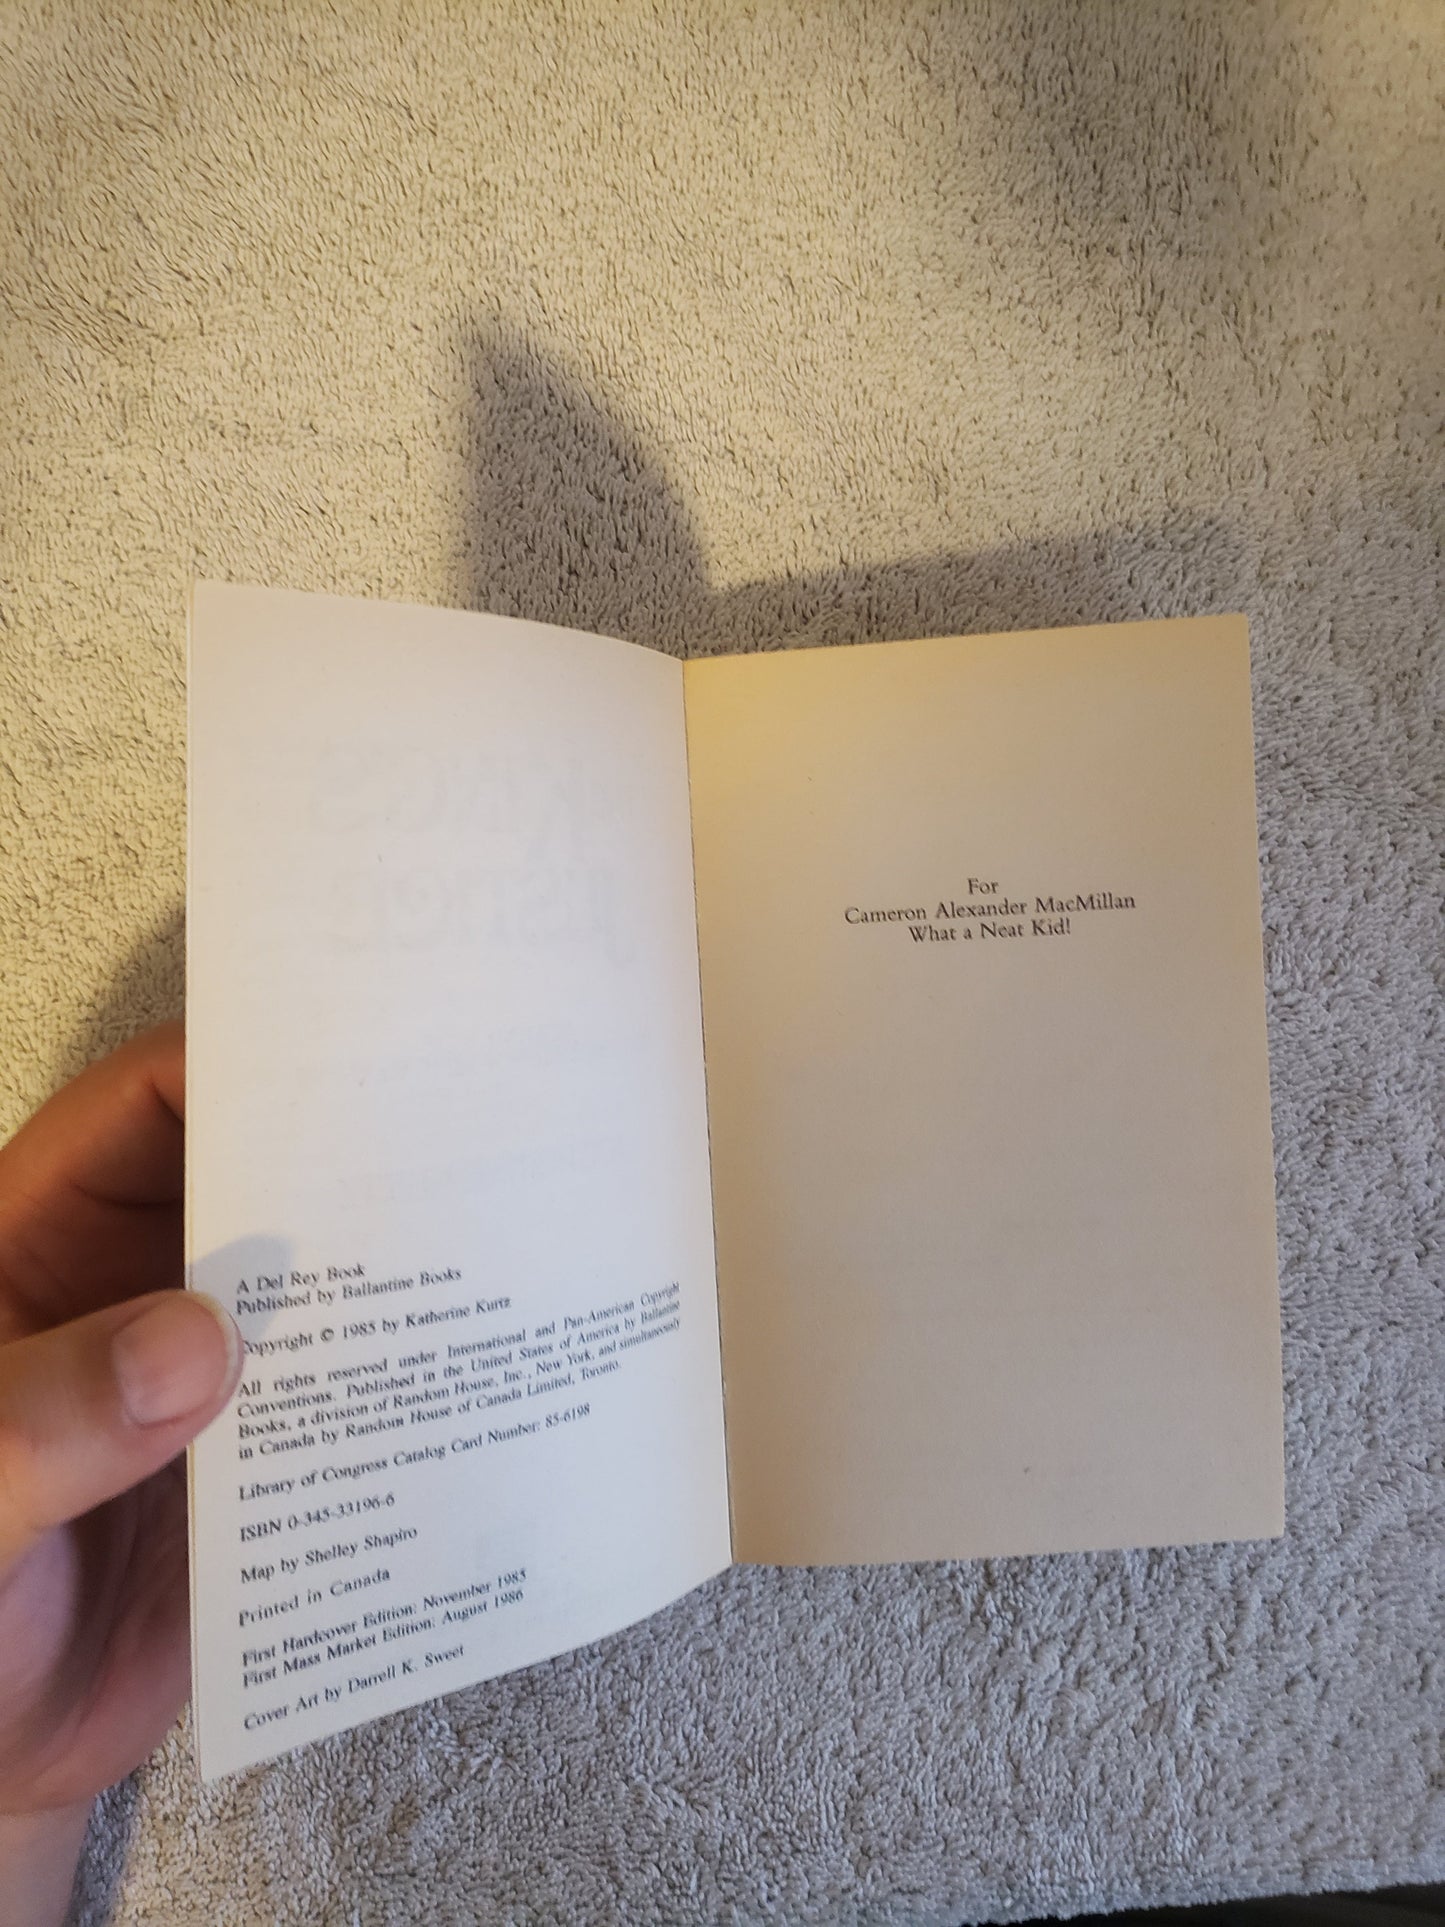 A Del Rey Book
Published by Ballantine Books
Copyright © 1985 by Katherine Kurtz
All rights reserved under International and Pan-American Copyright
Conventions. Published in the United States of America by Ballantine
Books, a division of Random House, Inc., New York, and simultaneously
in Canada by Random House of Canada Limited, Toronto.
Library of Congress Catalog Card Number: 85-6198
ISBN 0-345-33196-6
Map by Shelley Shapiro
Printed in Canada
First Hardcover Edition: November 1985
First Mass Market Edition: August 1986
Cover Art by Darrell K. Sweet
For
Cameron Alexander MacMillan
What a Neat Kid!